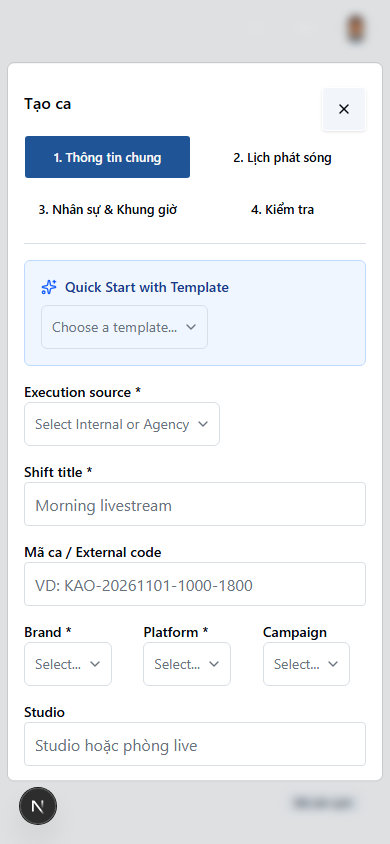 Tạo ca
1. Thông tin chung
2. Lịch phát sóng
3. Nhân sự & Khung giờ
4. Kiểm tra
Quick Start with Template
Choose a template...
Execution source *
Select Internal or Agency
Shift title *
Morning livestream
Mã ca / External code
VD: KAO-20261101-1000-1800
Brand * Platform * Campaign
Select... Select... Select...
Studio
Studio hoặc phòng live
N